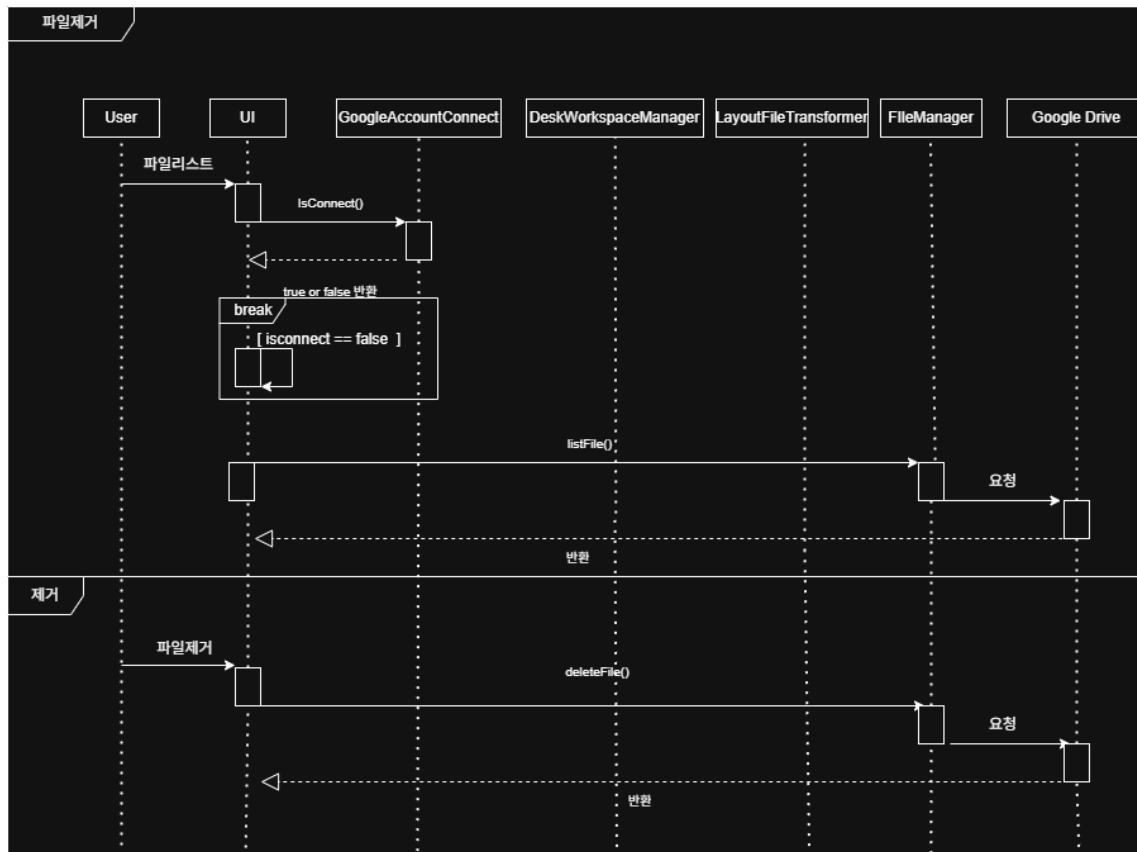 파일제거
User
UI
GoogleAccountConnect
DeskWorkspaceManager
LayoutFileTransformer
FIleManager
Google Drive
파일리스트
IsConnect()
true or false 반환
break
[ isconnect == false ]
listFile()
요청
반환
제거
파일제거
deleteFile()
요청
반환